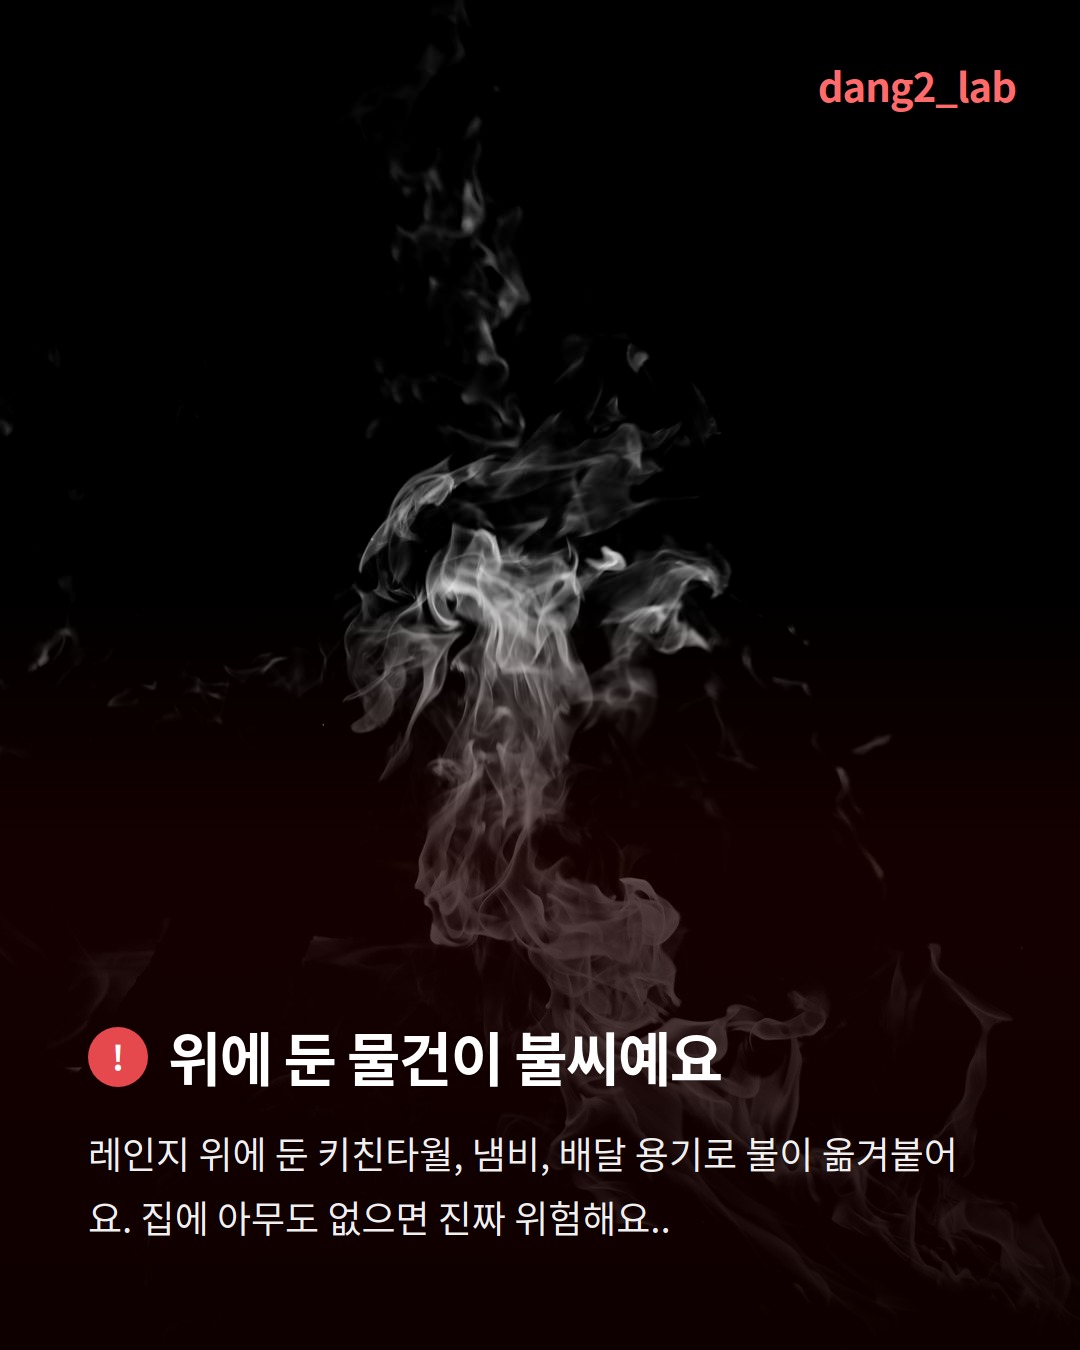 dang2_lab
! 위에 둔 물건이 불씨예요
레인지 위에 둔 키친타월, 냄비, 배달 용기로 불이 옮겨붙어
요. 집에 아무도 없으면 진짜 위험해요..